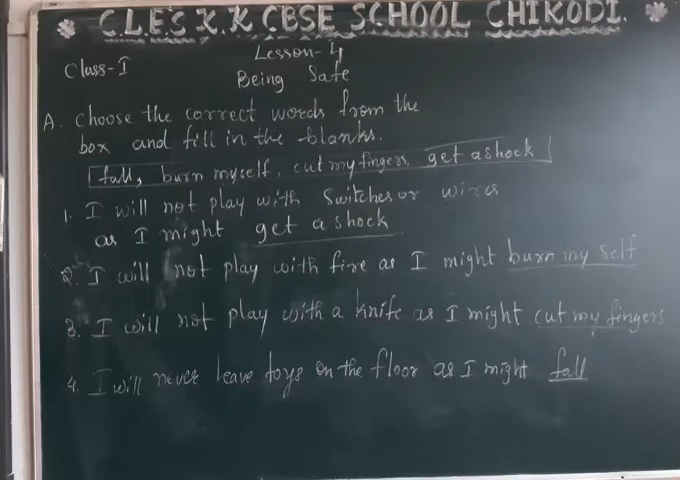 C.L.E'S K.K CBSE SCHOOL CHIKODI.
Class-I
Lesson-4
Being Safe
A. Choose the correct words from the
box and fill in the blanks.
fall, burn myself, cut my fingers, get a shock
1. I will not play with switches or wires
as I might get a shock
2. I will not play with fire as I might burn my self
3. I will not play with a knife as I might cut my fingers
4. I will never leave toys on the floor as I might fall